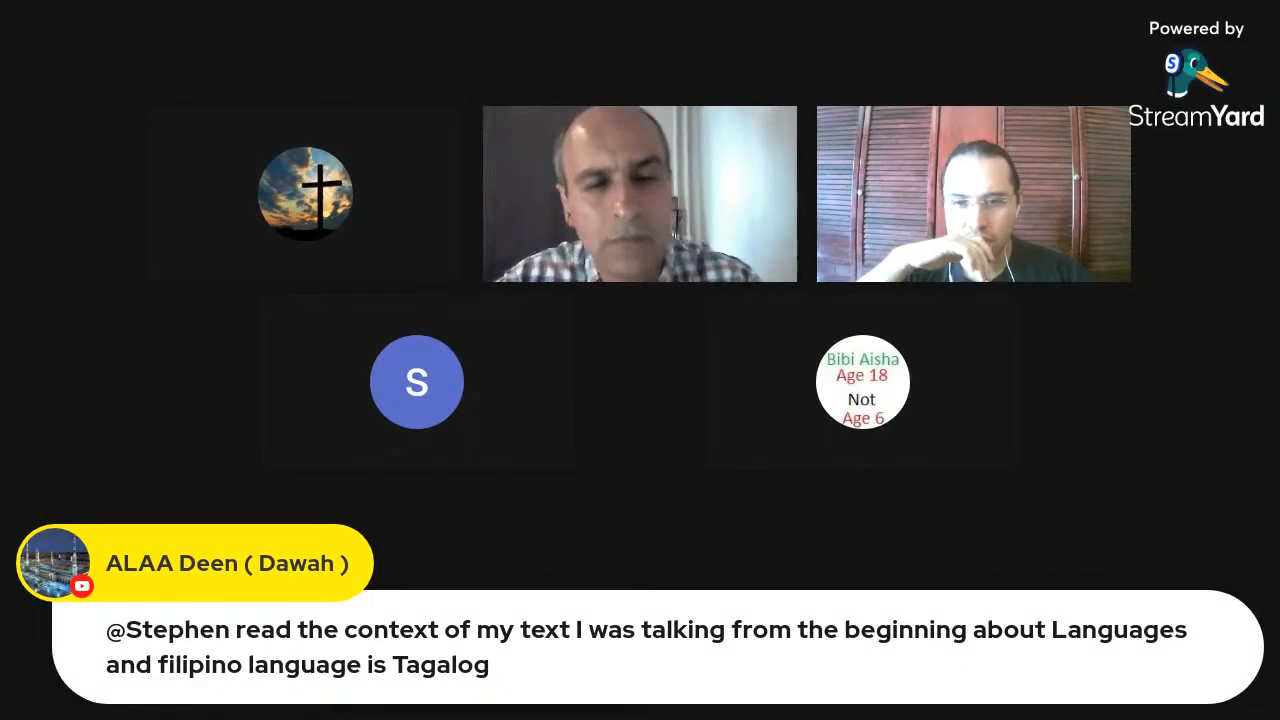 Powered by
S
StreamYard
S
Bibi Aisha
Age 18
Not
Age 6
ALAA Deen ( Dawah )
@Stephen read the context of my text I was talking from the beginning about Languages
and filipino language is Tagalog